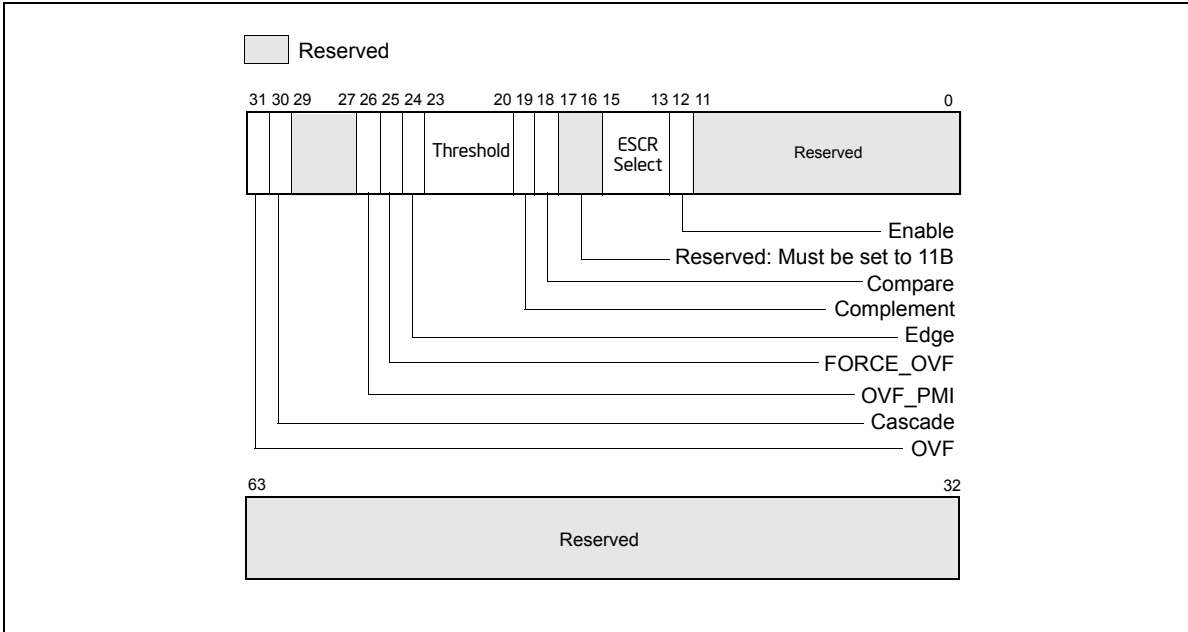 Reserved
31 30 29 27 26 25 24 23 20 19 18 17 16 15 13 12 11 0
Threshold
ESCR
Select
Reserved
Enable
Reserved: Must be set to 11B
Compare
Complement
Edge
FORCE_OVF
OVF_PMI
Cascade
OVF
63 32
Reserved